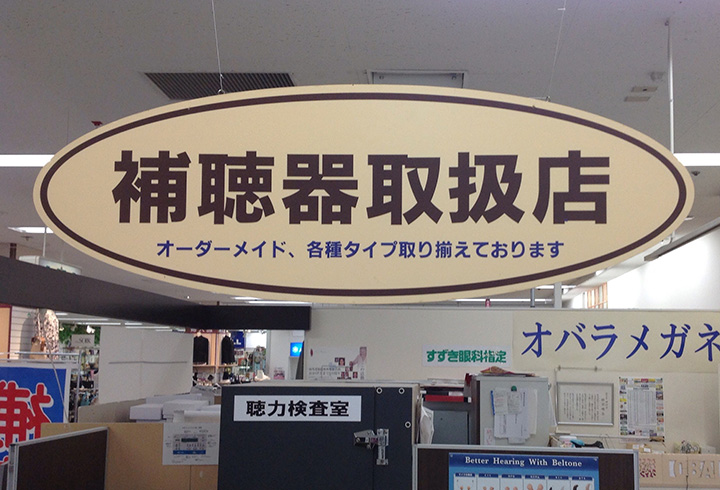 補聴器取扱店
オーダーメイド、各種タイプ取り揃えております
すずき眼科指定
オバラメガネ
聴力検査室
補
Better Hearing With Beltone